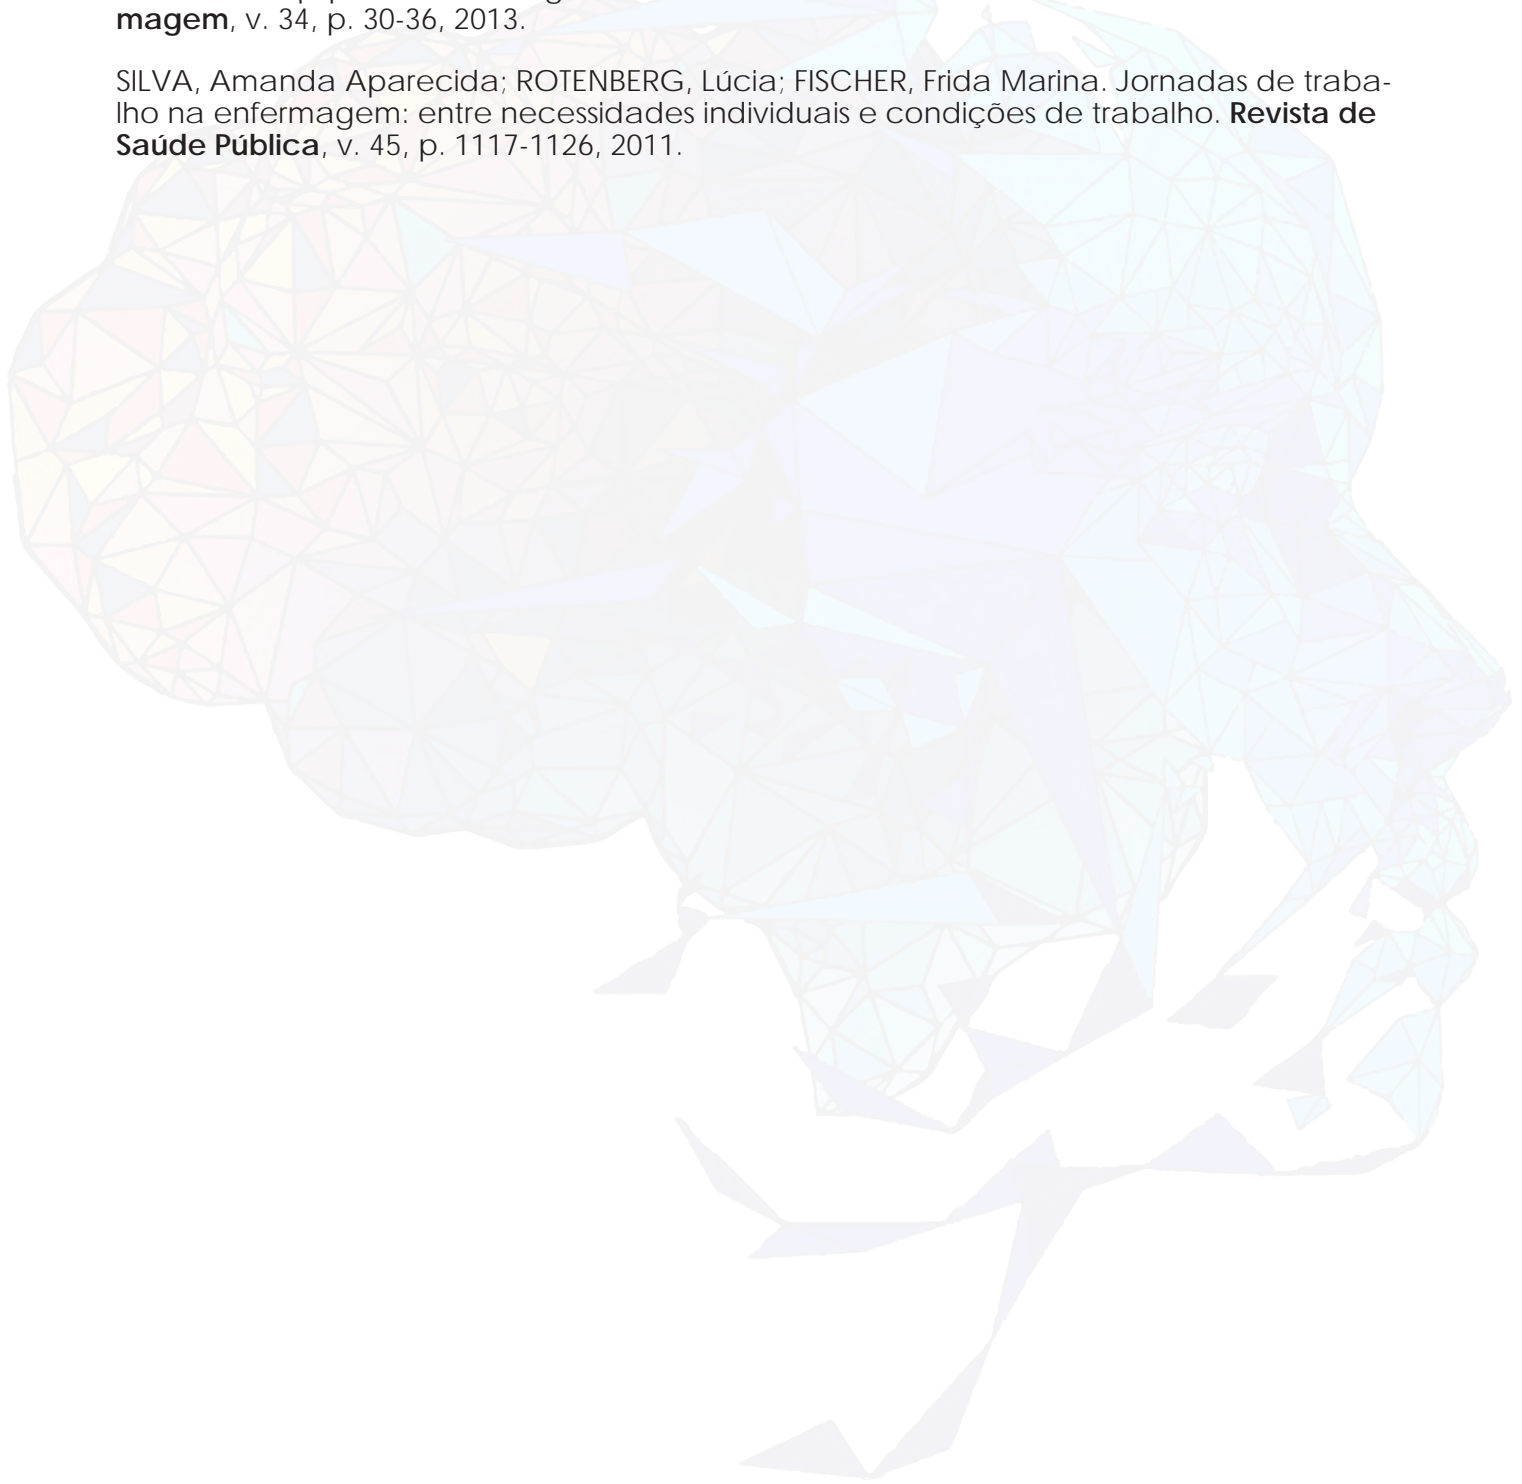 magem, v. 34, p. 30-36, 2013.
SILVA, Amanda Aparecida; ROTENBERG, Lúcia; FISCHER, Frida Marina. Jornadas de traba-
lho na enfermagem: entre necessidades individuais e condições de trabalho. Revista de
Saúde Pública, v. 45, p. 1117-1126, 2011.